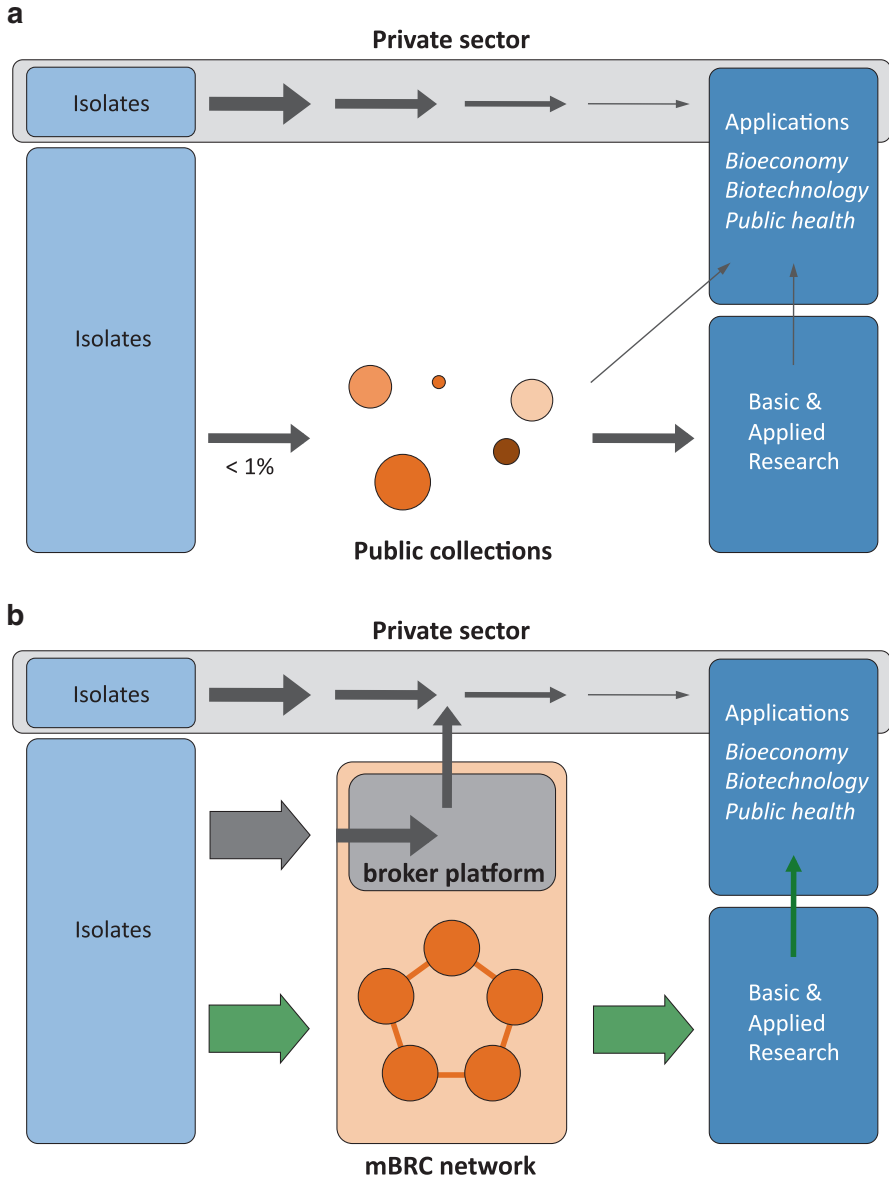 a
Private sector
Isolates
Applications
Bioeconomy
Biotechnology
Public health
Isolates
< 1%
Basic &
Applied
Research
Public collections
b
Private sector
Isolates
Applications
Bioeconomy
Biotechnology
Public health
broker platform
Isolates
Basic &
Applied
Research
mBRC network